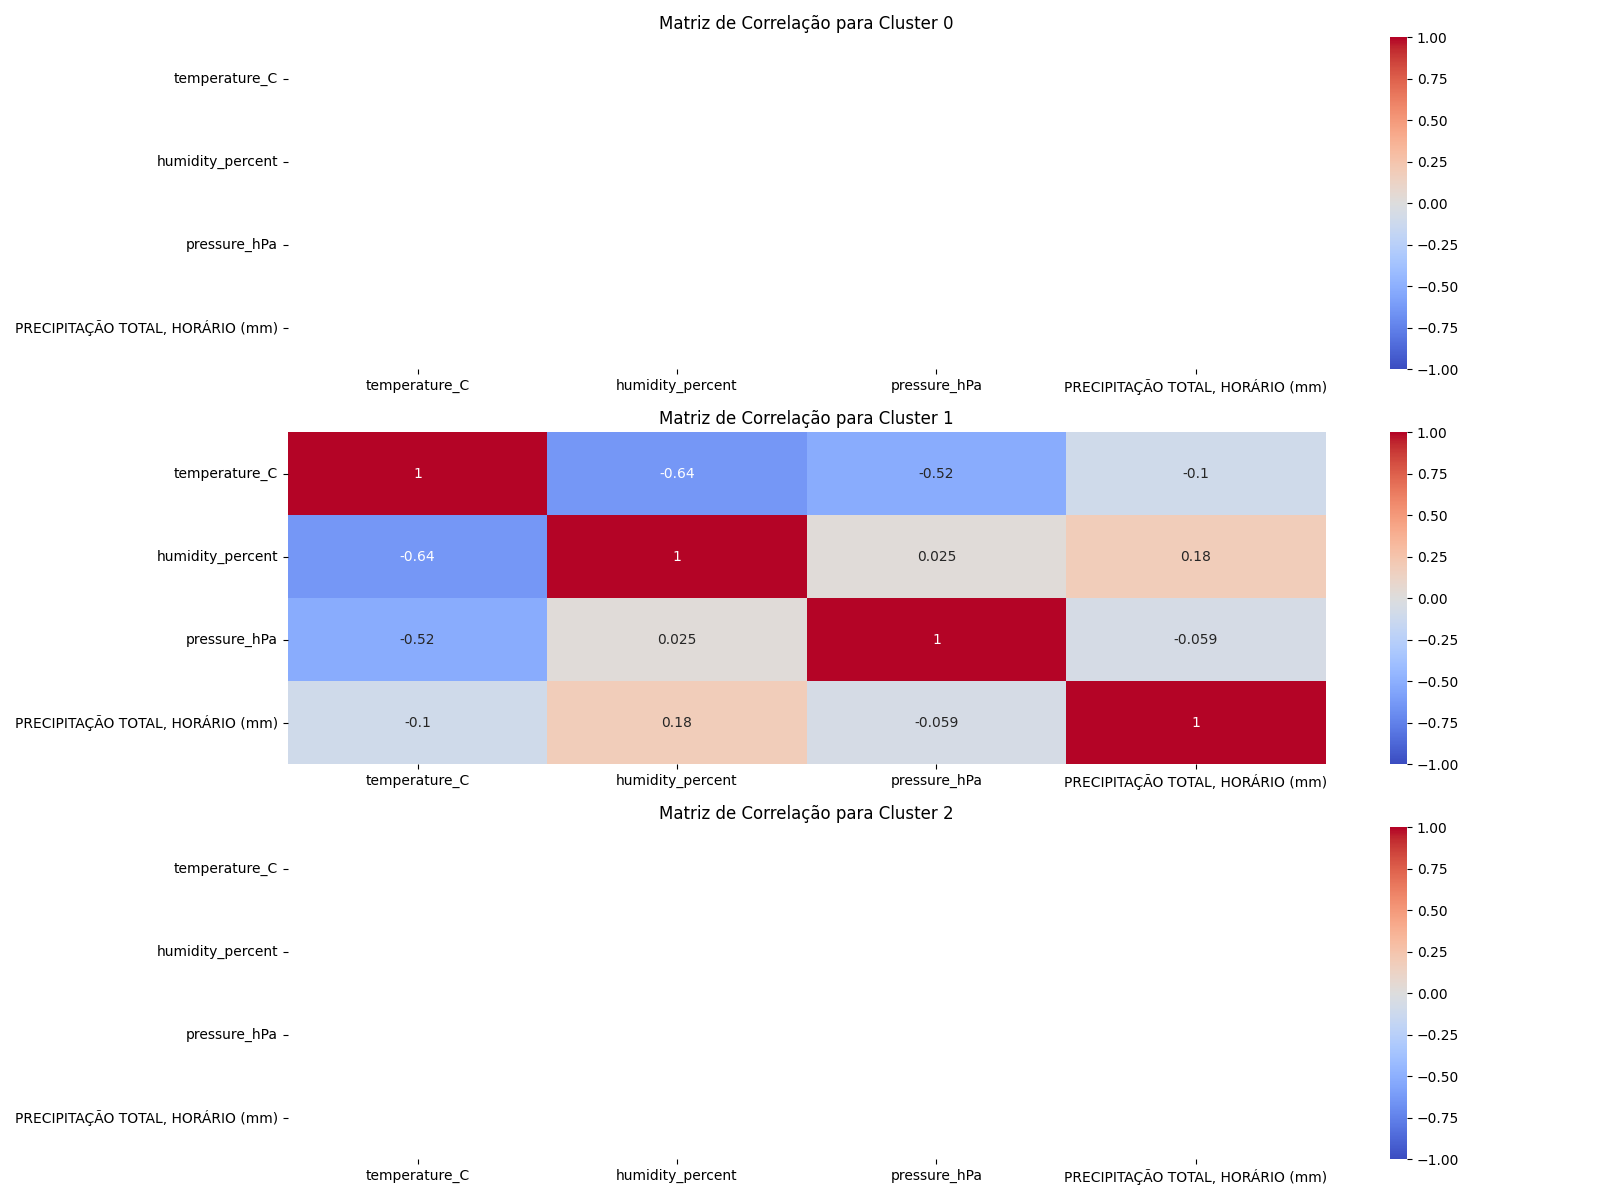 Matriz de Correlação para Cluster 0
temperature_C
humidity_percent
pressure_hPa
PRECIPITAÇÃO TOTAL, HORÁRIO (mm)
temperature_C humidity_percent pressure_hPa PRECIPITAÇÃO TOTAL, HORÁRIO (mm)
1.00
0.75
0.50
0.25
0.00
−0.25
−0.50
−0.75
−1.00
Matriz de Correlação para Cluster 1
temperature_C 1 -0.64 -0.52 -0.1
humidity_percent -0.64 1 0.025 0.18
pressure_hPa -0.52 0.025 1 -0.059
PRECIPITAÇÃO TOTAL, HORÁRIO (mm) -0.1 0.18 -0.059 1
temperature_C humidity_percent pressure_hPa PRECIPITAÇÃO TOTAL, HORÁRIO (mm)
1.00
0.75
0.50
0.25
0.00
−0.25
−0.50
−0.75
−1.00
Matriz de Correlação para Cluster 2
temperature_C
humidity_percent
pressure_hPa
PRECIPITAÇÃO TOTAL, HORÁRIO (mm)
temperature_C humidity_percent pressure_hPa PRECIPITAÇÃO TOTAL, HORÁRIO (mm)
1.00
0.75
0.50
0.25
0.00
−0.25
−0.50
−0.75
−1.00